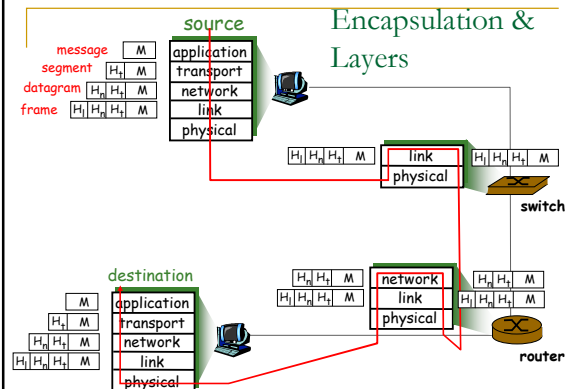 Encapsulation &
Layers
source
message M
segment Ht M
datagram Hn Ht M
frame Hl Hn Ht M
application
transport
network
link
physical
Hl Hn Ht M
link
physical
Hl Hn Ht M
switch
destination
M
Ht M
Hn Ht M
Hl Hn Ht M
application
transport
network
link
physical
Hn Ht M
Hl Hn Ht M
network
link
physical
Hn Ht M
Hl Hn Ht M
router